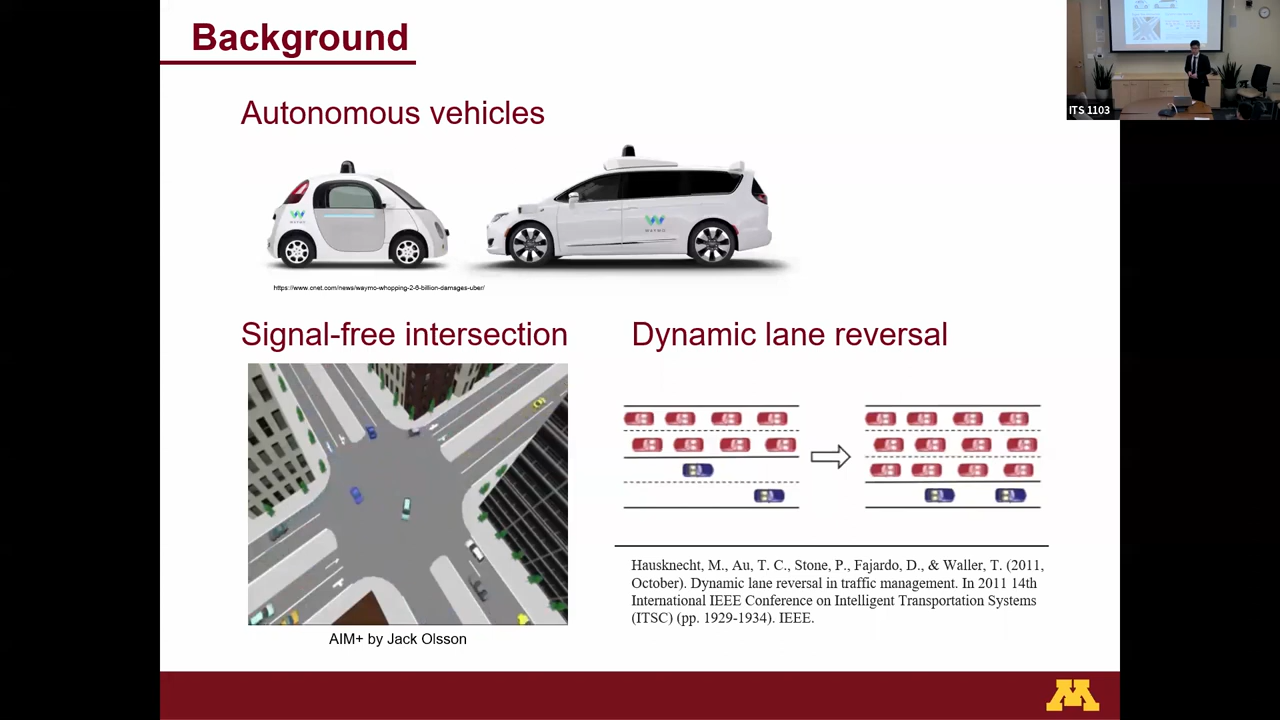 Background
Autonomous vehicles
WAYMO
WAYMO
https://www.cnet.com/news/waymo-whopping-2-6-billion-damages-uber/
Signal-free intersection
Dynamic lane reversal
Hausknecht, M., Au, T. C., Stone, P., Fajardo, D., & Waller, T. (2011,
October). Dynamic lane reversal in traffic management. In 2011 14th
International IEEE Conference on Intelligent Transportation Systems
(ITSC) (pp. 1929-1934). IEEE.
AIM+ by Jack Olsson
M
ITS 1103